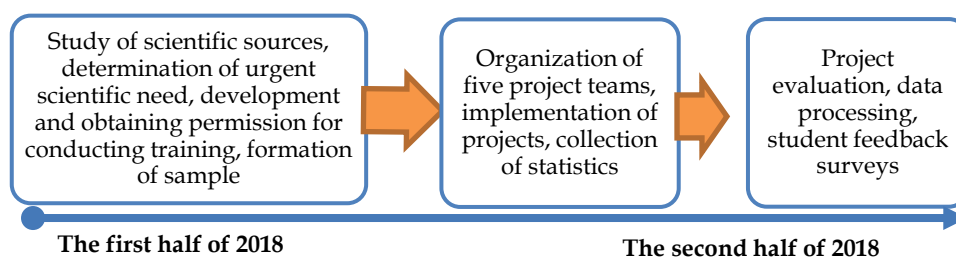 Study of scientific sources,
determination of urgent
scientific need, development
and obtaining permission for
conducting training, formation
of sample
Organization of
five project teams,
implementation of
projects, collection
of statistics
Project
evaluation, data
processing,
student feedback
surveys
The first half of 2018
The second half of 2018